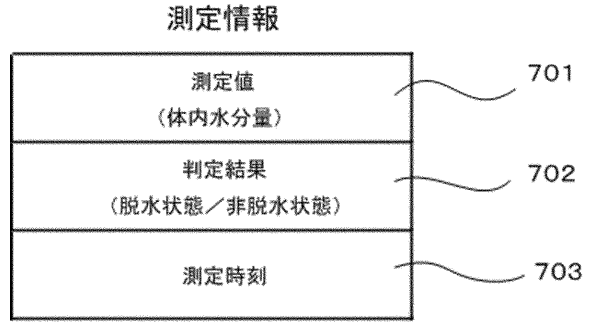 測定情報
測定値
（体内水分量）
701
判定結果
（脱水状態／非脱水状態）
702
測定時刻
703